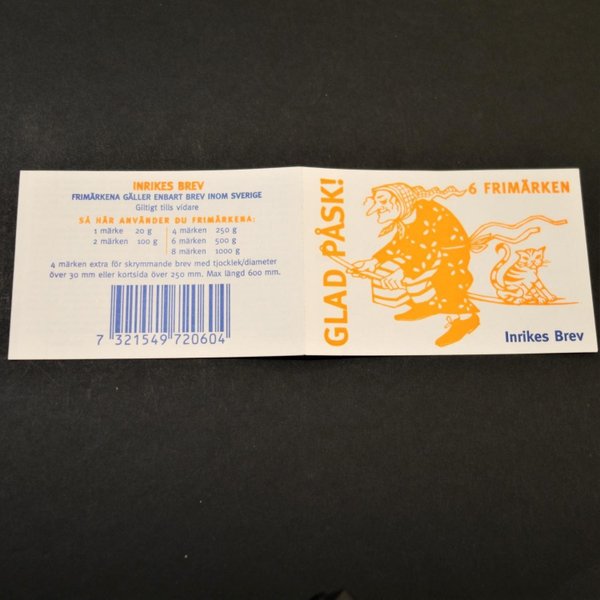 INRIKES BREV
FRIMÄRKENA GÄLLER ENBART BREV INOM SVERIGE
Giltigt tills vidare
SÅ HÄR ANVÄNDER DU FRIMÄRKENA:
1 märke 20 g 4 märken 250 g
2 märken 100 g 6 märken 500 g
8 märken 1000 g
4 märken extra för skrymmande brev med tjocklek/diameter
över 30 mm eller kortsida över 250 mm. Max längd 600 mm.
7 321549 720604
GLAD PÅSK!
6 FRIMÄRKEN
Inrikes Brev